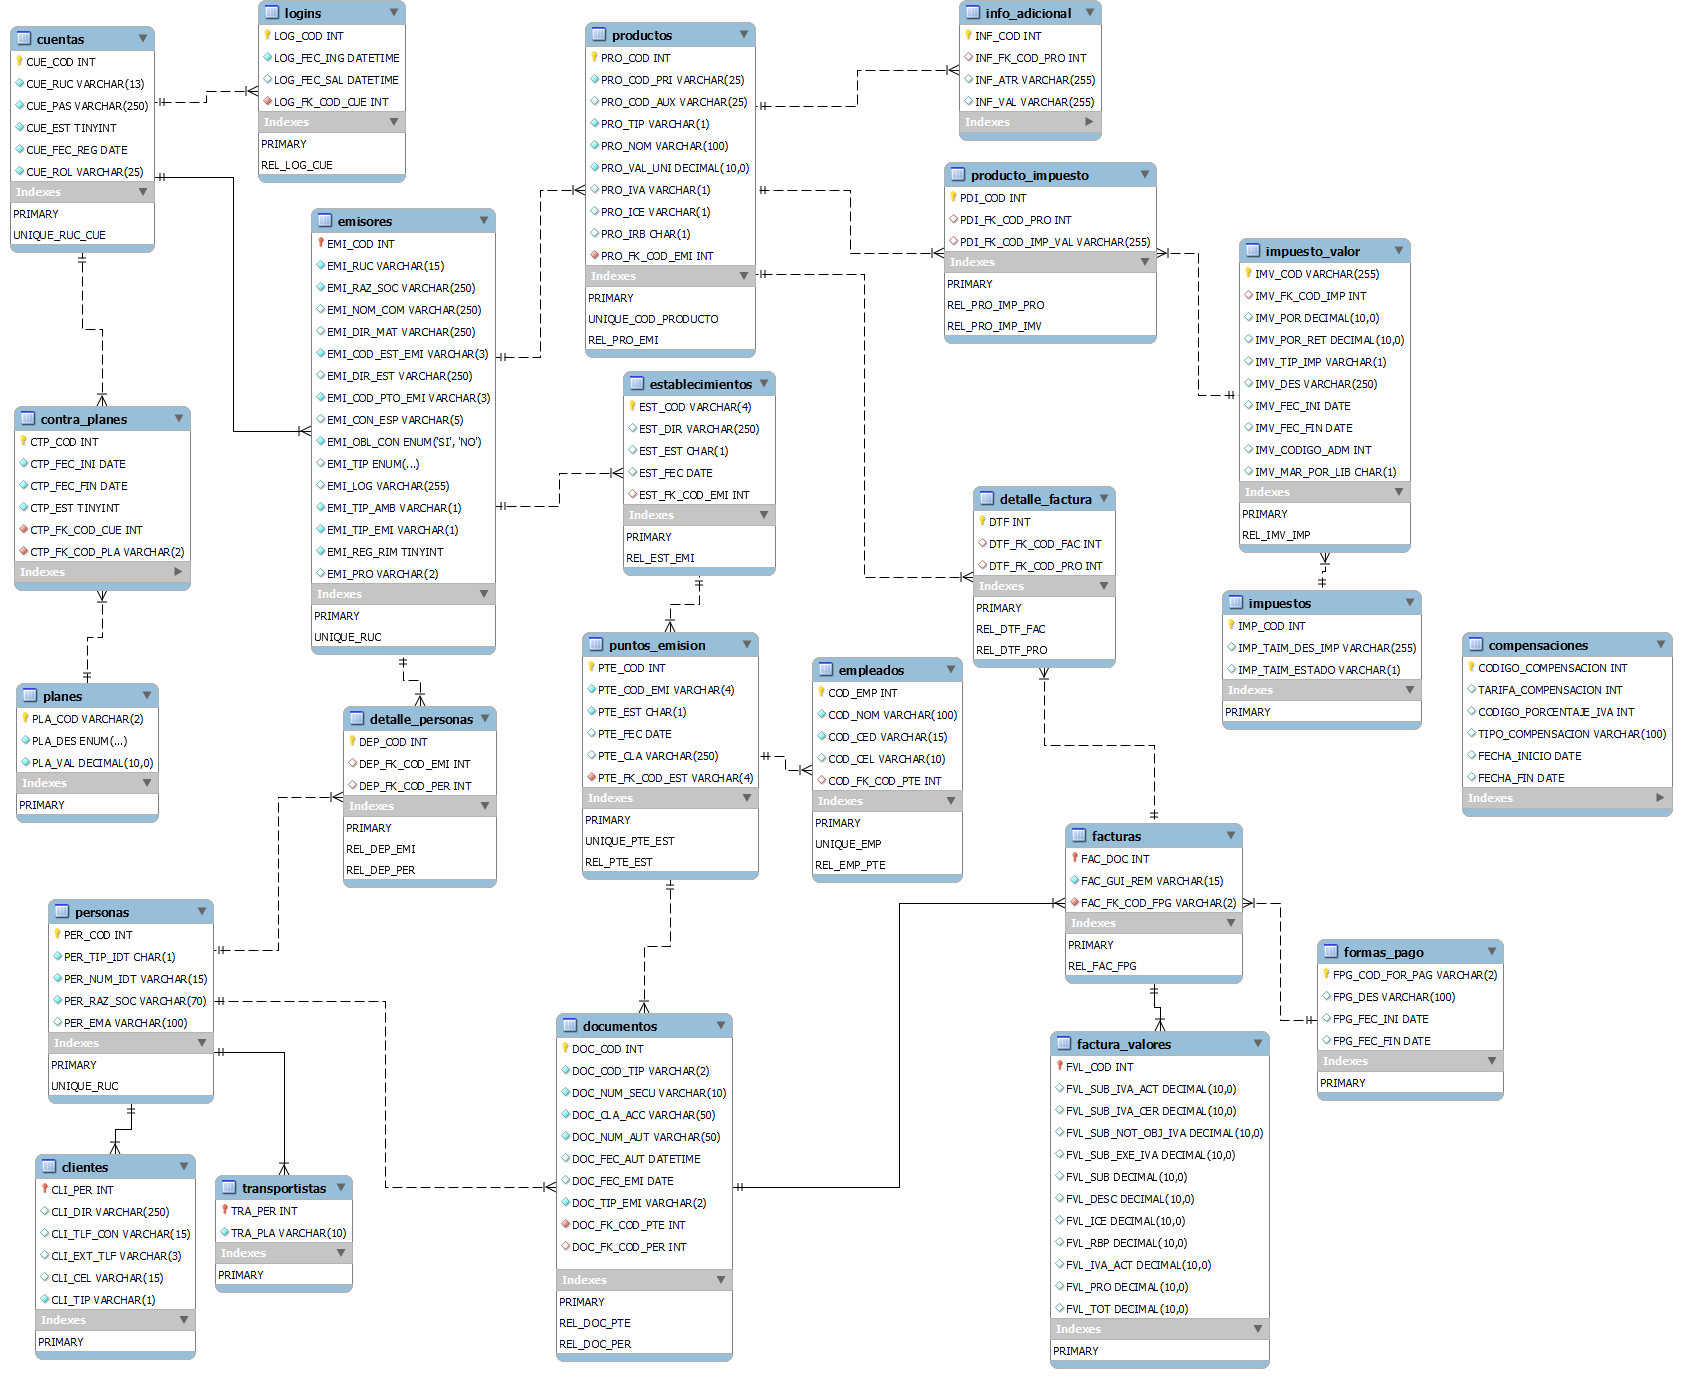 cuentas
CUE_COD INT
CUE_RUC VARCHAR(13)
CUE_PAS VARCHAR(250)
CUE_EST TINYINT
CUE_FEC_REG DATE
CUE_ROL VARCHAR(25)
Indexes
PRIMARY
UNIQUE_RUC_CUE
logins
LOG_COD INT
LOG_FEC_ING DATETIME
LOG_FEC_SAL DATETIME
LOG_FK_COD_CUE INT
Indexes
PRIMARY
REL_LOG_CUE
productos
PRO_COD INT
PRO_COD_PRI VARCHAR(25)
PRO_COD_AUX VARCHAR(25)
PRO_TIP VARCHAR(1)
PRO_NOM VARCHAR(100)
PRO_VAL_UNI DECIMAL(10,0)
PRO_IVA VARCHAR(1)
PRO_ICE VARCHAR(1)
PRO_IRB CHAR(1)
PRO_FK_COD_EMI INT
Indexes
PRIMARY
UNIQUE_COD_PRODUCTO
REL_PRO_EMI
info_adicional
INF_COD INT
INF_FK_COD_PRO INT
INF_ATR VARCHAR(255)
INF_VAL VARCHAR(255)
Indexes
producto_impuesto
PDI_COD INT
PDI_FK_COD_PRO INT
PDI_FK_COD_IMP_VAL VARCHAR(255)
Indexes
PRIMARY
REL_PRO_IMP_PRO
REL_PRO_IMP_IMV
impuesto_valor
IMV_COD VARCHAR(255)
IMV_FK_COD_IMP INT
IMV_POR DECIMAL(10,0)
IMV_POR_RET DECIMAL(10,0)
IMV_TIP_IMP VARCHAR(1)
IMV_DES VARCHAR(250)
IMV_FEC_INI DATE
IMV_FEC_FIN DATE
IMV_CODIGO_ADM INT
IMV_MAR_POR_LIB CHAR(1)
Indexes
PRIMARY
REL_IMV_IMP
emisores
EMI_COD INT
EMI_RUC VARCHAR(15)
EMI_RAZ_SOC VARCHAR(250)
EMI_NOM_COM VARCHAR(250)
EMI_DIR_MAT VARCHAR(250)
EMI_COD_EST_EMI VARCHAR(3)
EMI_DIR_EST VARCHAR(250)
EMI_COD_PTO_EMI VARCHAR(3)
EMI_CON_ESP VARCHAR(5)
EMI_OBL_CON ENUM('SI', 'NO')
EMI_TIP ENUM(...)
EMI_LOG VARCHAR(255)
EMI_TIP_AMB VARCHAR(1)
EMI_TIP_EMI VARCHAR(1)
EMI_REG_RIM TINYINT
EMI_PRO VARCHAR(2)
Indexes
PRIMARY
UNIQUE_RUC
establecimientos
EST_COD VARCHAR(4)
EST_DIR VARCHAR(250)
EST_EST CHAR(1)
EST_FEC DATE
EST_FK_COD_EMI INT
Indexes
PRIMARY
REL_EST_EMI
contra_planes
CTP_COD INT
CTP_FEC_INI DATE
CTP_FEC_FIN DATE
CTP_EST TINYINT
CTP_FK_COD_CUE INT
CTP_FK_COD_PLA VARCHAR(2)
Indexes
detalle_factura
DTF INT
DTF_FK_COD_FAC INT
DTF_FK_COD_PRO INT
Indexes
PRIMARY
REL_DTF_FAC
REL_DTF_PRO
impuestos
IMP_COD INT
IMP_TAIM_DES_IMP VARCHAR(255)
IMP_TAIM_ESTADO VARCHAR(1)
Indexes
PRIMARY
compensaciones
CODIGO_COMPENSACION INT
TARIFA_COMPENSACION INT
CODIGO_PORCENTAJE_IVA INT
TIPO_COMPENSACION VARCHAR(100)
FECHA_INICIO DATE
FECHA_FIN DATE
Indexes
planes
PLA_COD VARCHAR(2)
PLA_DES ENUM(...)
PLA_VAL DECIMAL(10,0)
Indexes
PRIMARY
detalle_personas
DEP_COD INT
DEP_FK_COD_EMI INT
DEP_FK_COD_PER INT
Indexes
PRIMARY
REL_DEP_EMI
REL_DEP_PER
puntos_emision
PTE_COD INT
PTE_COD_EMI VARCHAR(4)
PTE_EST CHAR(1)
PTE_FEC DATE
PTE_CLA VARCHAR(250)
PTE_FK_COD_EST VARCHAR(4)
Indexes
PRIMARY
UNIQUE_PTE_EST
REL_PTE_EST
empleados
COD_EMP INT
COD_NOM VARCHAR(100)
COD_CED VARCHAR(15)
COD_CEL VARCHAR(10)
COD_FK_COD_PTE INT
Indexes
PRIMARY
UNIQUE_EMP
REL_EMP_PTE
facturas
FAC_DOC INT
FAC_GUI_REM VARCHAR(15)
FAC_FK_COD_FPG VARCHAR(2)
Indexes
PRIMARY
REL_FAC_FPG
formas_pago
FPG_COD_FOR_PAG VARCHAR(2)
FPG_DES VARCHAR(100)
FPG_FEC_INI DATE
FPG_FEC_FIN DATE
Indexes
PRIMARY
personas
PER_COD INT
PER_TIP_IDT CHAR(1)
PER_NUM_IDT VARCHAR(15)
PER_RAZ_SOC VARCHAR(70)
PER_EMA VARCHAR(100)
Indexes
PRIMARY
UNIQUE_RUC
documentos
DOC_COD INT
DOC_COD_TIP VARCHAR(2)
DOC_NUM_SECU VARCHAR(10)
DOC_CLA_ACC VARCHAR(50)
DOC_NUM_AUT VARCHAR(50)
DOC_FEC_AUT DATETIME
DOC_FEC_EMI DATE
DOC_TIP_EMI VARCHAR(2)
DOC_FK_COD_PTE INT
DOC_FK_COD_PER INT
Indexes
PRIMARY
REL_DOC_PTE
REL_DOC_PER
factura_valores
FVL_COD INT
FVL_SUB_IVA_ACT DECIMAL(10,0)
FVL_SUB_IVA_CER DECIMAL(10,0)
FVL_SUB_NOT_OBJ_IVA DECIMAL(10,0)
FVL_SUB_EXE_IVA DECIMAL(10,0)
FVL_SUB DECIMAL(10,0)
FVL_DESC DECIMAL(10,0)
FVL_ICE DECIMAL(10,0)
FVL_RBP DECIMAL(10,0)
FVL_IVA_ACT DECIMAL(10,0)
FVL_PRO DECIMAL(10,0)
FVL_TOT DECIMAL(10,0)
Indexes
PRIMARY
clientes
CLI_PER INT
CLI_DIR VARCHAR(250)
CLI_TLF_CON VARCHAR(15)
CLI_EXT_TLF VARCHAR(3)
CLI_CEL VARCHAR(15)
CLI_TIP VARCHAR(1)
Indexes
PRIMARY
transportistas
TRA_PER INT
TRA_PLA VARCHAR(10)
Indexes
PRIMARY